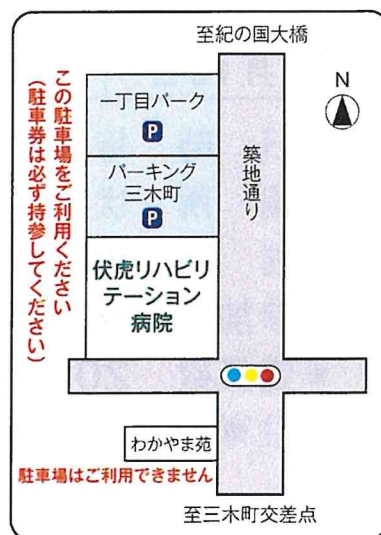 至紀の国大橋
N
この駐車場をご利用ください
(駐車券は必ず持参してください)
一丁目パーク
P
パーキング
三木町
P
築地通り
伏虎リハビリ
テーション
病院
わかやま苑
駐車場はご利用できません
至三木町交差点